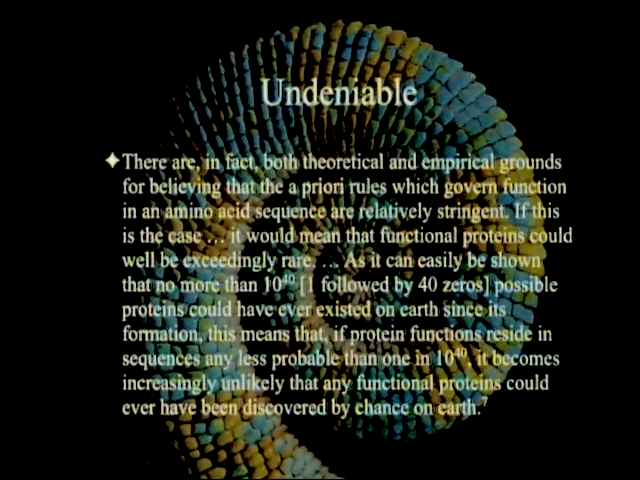 Undeniable
✦There are, in fact, both theoretical and empirical grounds
for believing that the a priori rules which govern function
in an amino acid sequence are relatively stringent. If this
is the case … it would mean that functional proteins could
well be exceedingly rare. … As it can easily be shown
that no more than 10⁴⁰ [1 followed by 40 zeros] possible
proteins could have ever existed on earth since its
formation, this means that, if protein functions reside in
sequences any less probable than one in 10⁴⁰, it becomes
increasingly unlikely that any functional proteins could
ever have been discovered by chance on earth.⁷